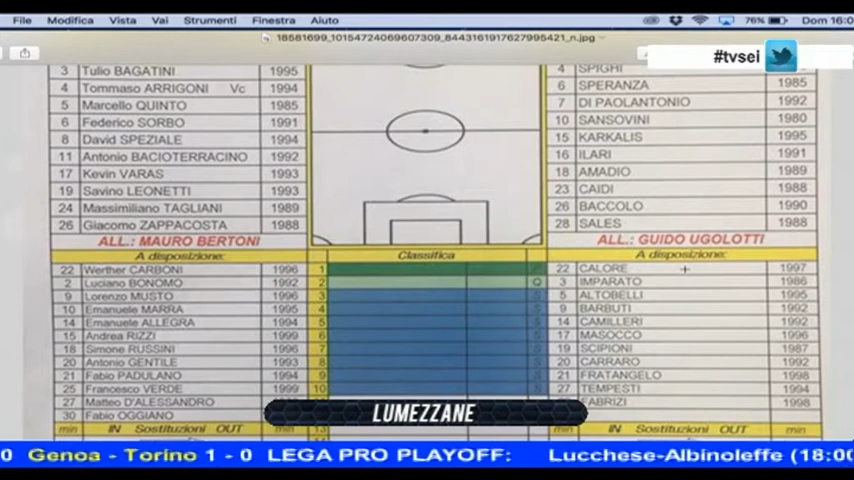 File Modifica Vista Vai Strumenti Finestra Aiuto 76% Dom 16:0
18581699_10154724069607309_8443161917627995421_n.jpg
#tvsei
3 Tulio BAGATINI 1995
4 Tommaso ARRIGONI Vc 1994
5 Marcello QUINTO 1985
6 Federico SORBO 1991
8 David SPEZIALE 1994
11 Antonio BACIOTERRACINO 1992
17 Kevin VARAS 1993
19 Savino LEONETTI 1993
24 Massimiliano TAGLIANI 1989
26 Giacomo ZAPPACOSTA 1988
ALL.: MAURO BERTONI
A disposizione:
22 Werther CARBONI 1996
2 Luciano BONOMO 1992
9 Lorenzo MUSTO 1996
10 Emanuele MARRA 1995
14 Emanuele ALLEGRA 1994
15 Andrea RIZZI 1999
18 Simone RUSSINI 1996
20 Antonio GENTILE 1993
21 Fabio PADULANO 1994
25 Francesco VERDE 1999
27 Matteo D'ALESSANDRO
30 Fabio OGGIANO
min IN Sostituzioni OUT min
Classifica
1
2 Q
3 S
4 S
5 S
6 S
7 S
8 S
9 S
10 S
13
4 SPIGHI
6 SPERANZA 1985
7 DI PAOLANTONIO 1992
10 SANSOVINI 1980
15 KARKALIS 1995
16 ILARI 1991
18 AMADIO 1989
23 CAIDI 1988
26 BACCOLO 1990
28 SALES 1988
ALL.: GUIDO UGOLOTTI
A disposizione:
22 CALORE 1997
3 IMPARATO 1986
5 ALTOBELLI 1995
9 BARBUTI 1992
14 CAMILLERI 1992
17 MASOCCO 1996
19 SCIPIONI 1987
20 CARRARO 1992
21 FRATANGELO 1998
27 TEMPESTI 1994
FABRIZI 1998
min IN Sostituzioni OUT min
LUMEZZANE
0 Genoa - Torino 1 - 0 LEGA PRO PLAYOFF: Lucchese-Albinoleffe (18:00